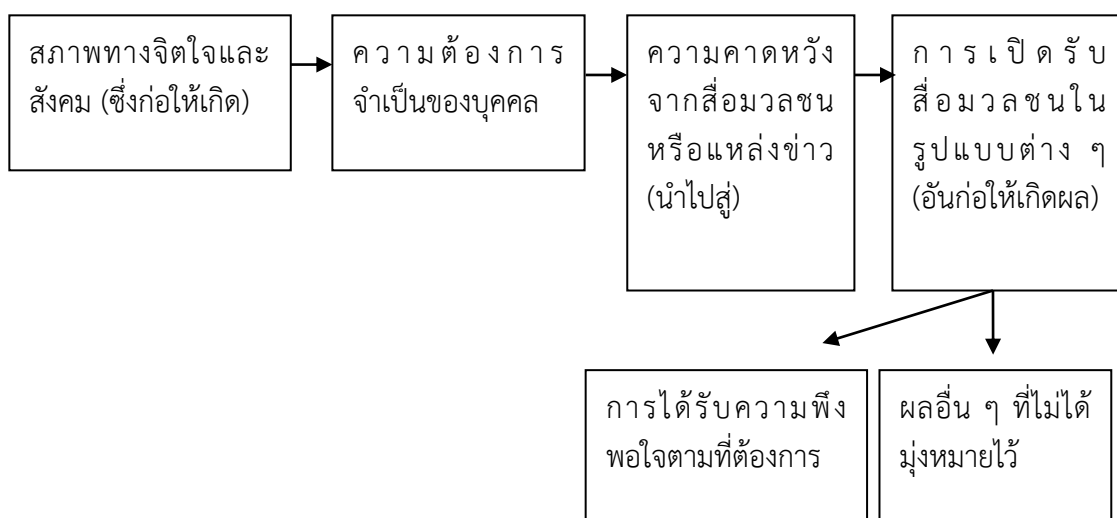 สภาพทางจิตใจและ
สังคม (ซึ่งก่อให้เกิด)
ความต้องการ
จำเป็นของบุคคล
ความคาดหวัง
จากสื่อมวลชน
หรือแหล่งข่าว
(นำไปสู่)
การเปิดรับ
สื่อมวลชนใน
รูปแบบต่าง ๆ
(อันก่อให้เกิดผล)
การได้รับความพึง
พอใจตามที่ต้องการ
ผลอื่น ๆ ที่ไม่ได้
มุ่งหมายไว้